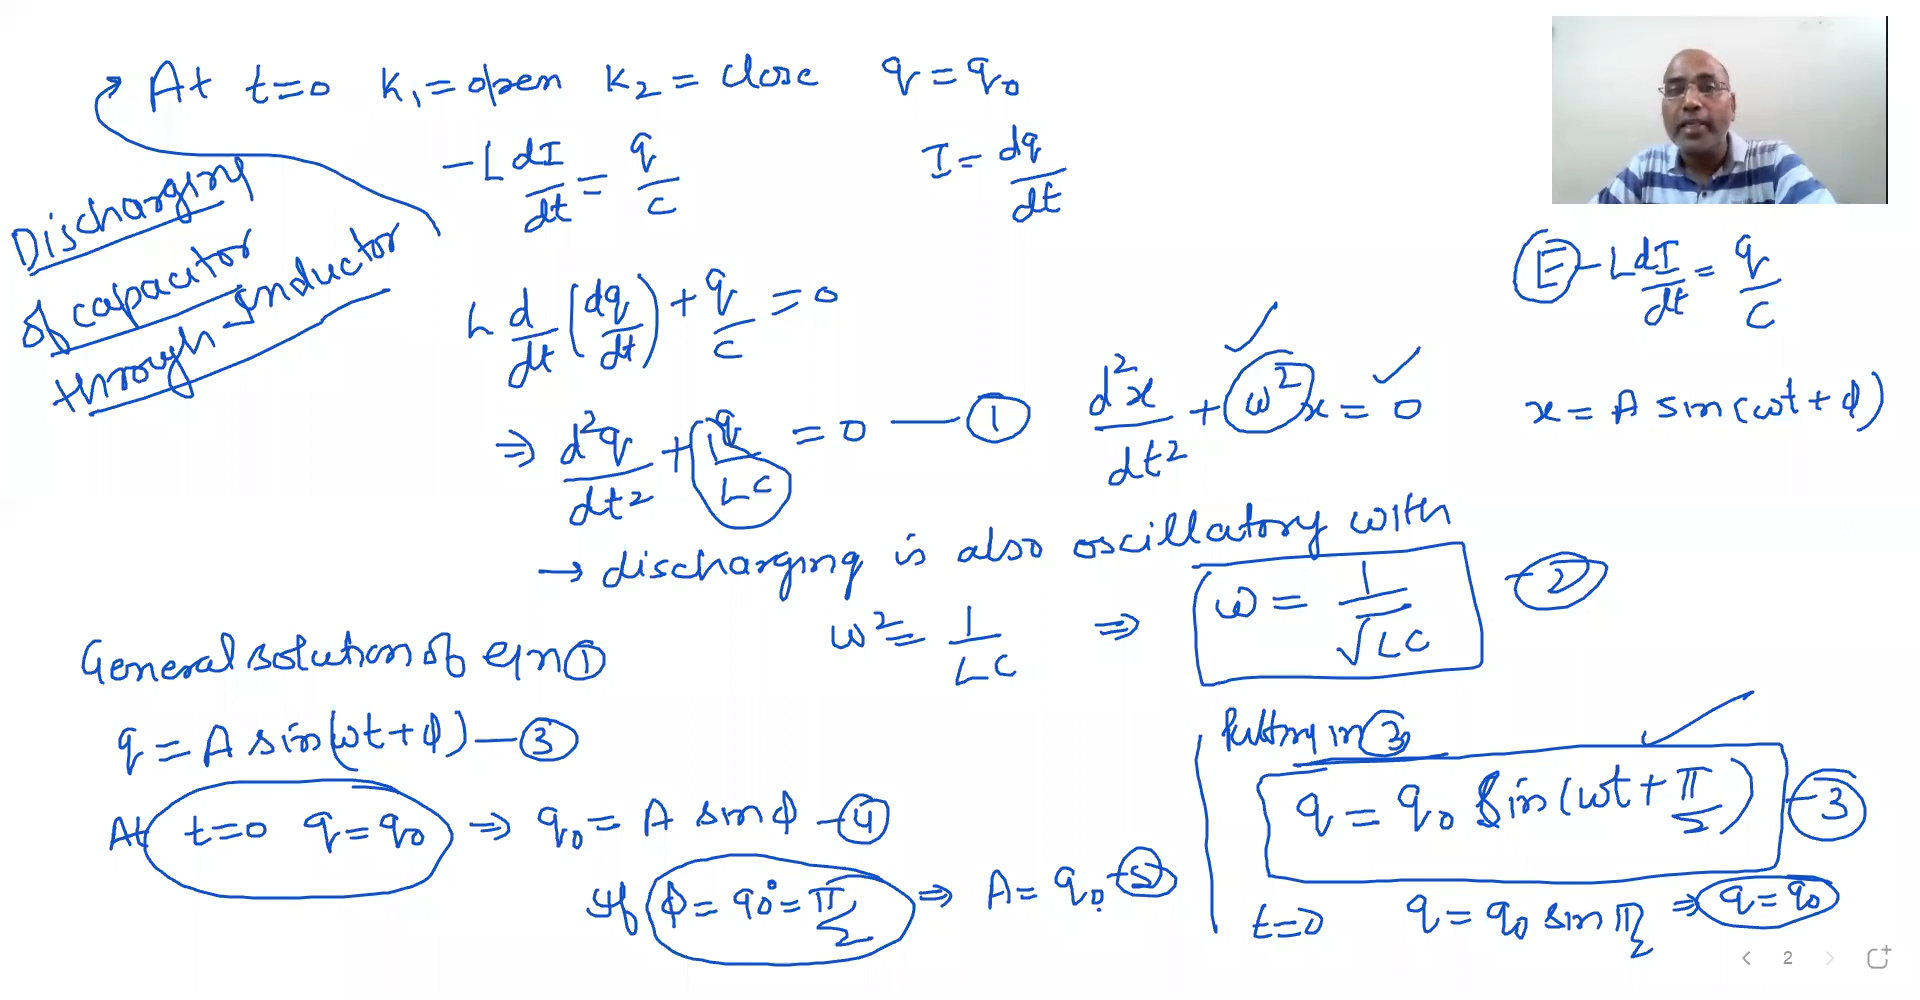 At t=0 K₁=open K₂=close q=q₀
-L dI/dt = q/c
I = dq/dt
Discharging
of capacitor
through Inductor
E - L dI/dt = q/c
L d/dt (dq/dt) + q/c = 0
⇒ d²q/dt² + q/LC = 0 — ①
d²x/dt² + ω²x = 0
x = A sin(ωt+φ)
→ discharging is also oscillatory with
ω² = 1/LC ⇒ ω = 1/√LC - ②
General solution of eqn ①
q = A sin(ωt+φ) — ③
At t=0 q=q₀ ⇒ q₀ = A sinφ - ④
If φ = 90° = π/2 ⇒ A = q₀ - ⑤
Putting in ③
q = q₀ Sin(ωt + π/2) - ③
t=0 q = q₀ sin π/2 ⇒ q = q₀
< 2 >